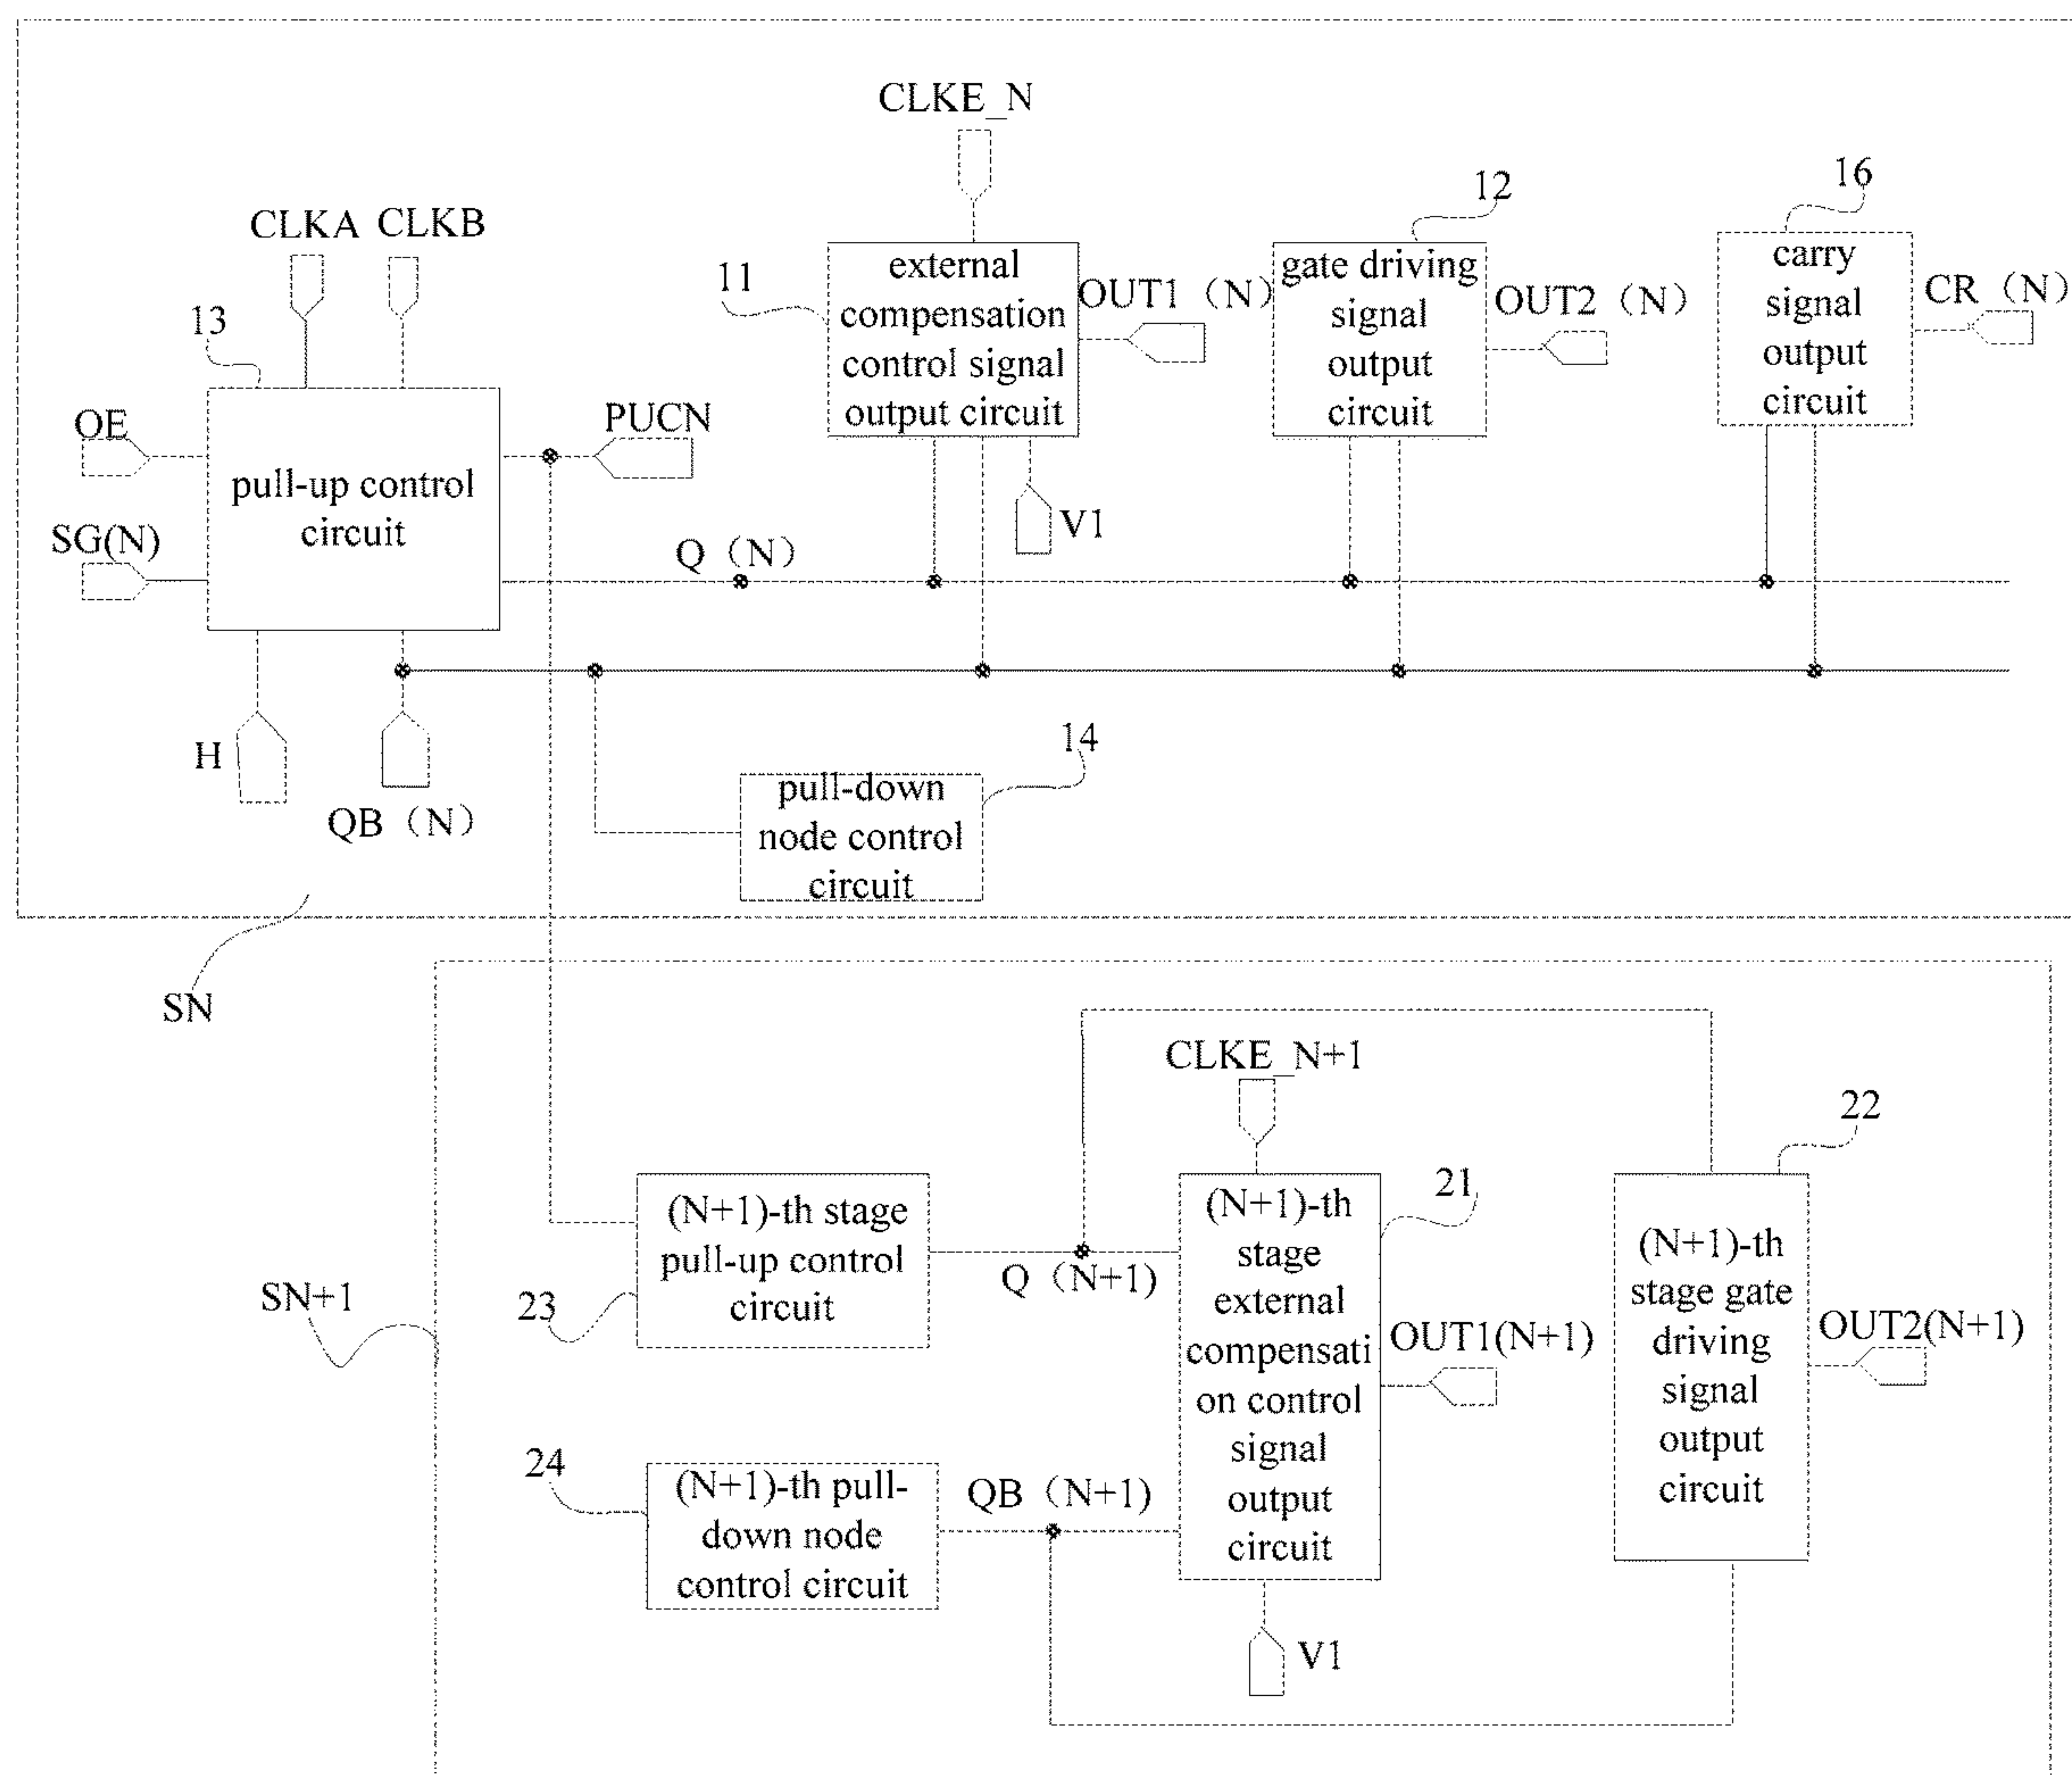 CLKE_N
16
12
CLKA CLKB
external
compensation
control signal
output circuit
gate driving
signal
output
circuit
carry
signal
output
circuit
11
OUT1（N）
OUT2（N）
CR（N）
13
OE
PUCN
pull-up control
circuit
SG(N)
V1
Q（N）
H
14
QB（N）
pull-down
node control
circuit
SN
CLKE_N+1
22
(N+1)-th stage
pull-up control
circuit
(N+1)-th
stage
external
compensati
on control
signal
output
circuit
21
(N+1)-th
stage gate
driving
signal
output
circuit
Q（N+1)
SN+1
23
OUT1(N+1)
OUT2(N+1)
24
(N+1)-th pull-
down node
control circuit
QB（N+1)
V1